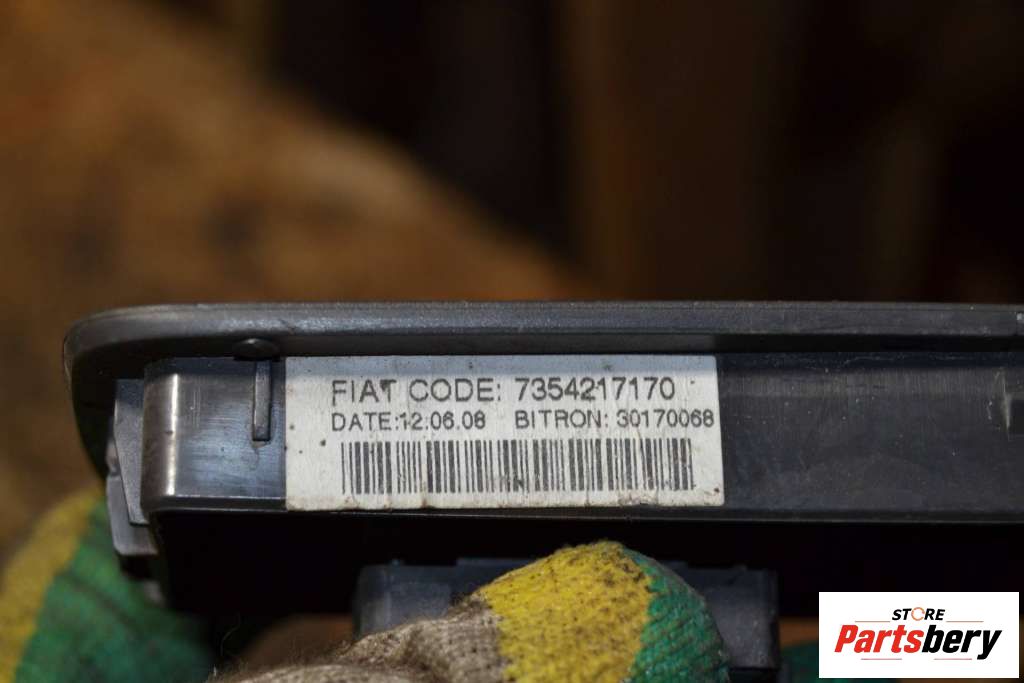 FIAT CODE: 7354217170
DATE:12.06.08 BITRON: 30170068
STORE
Partsbery